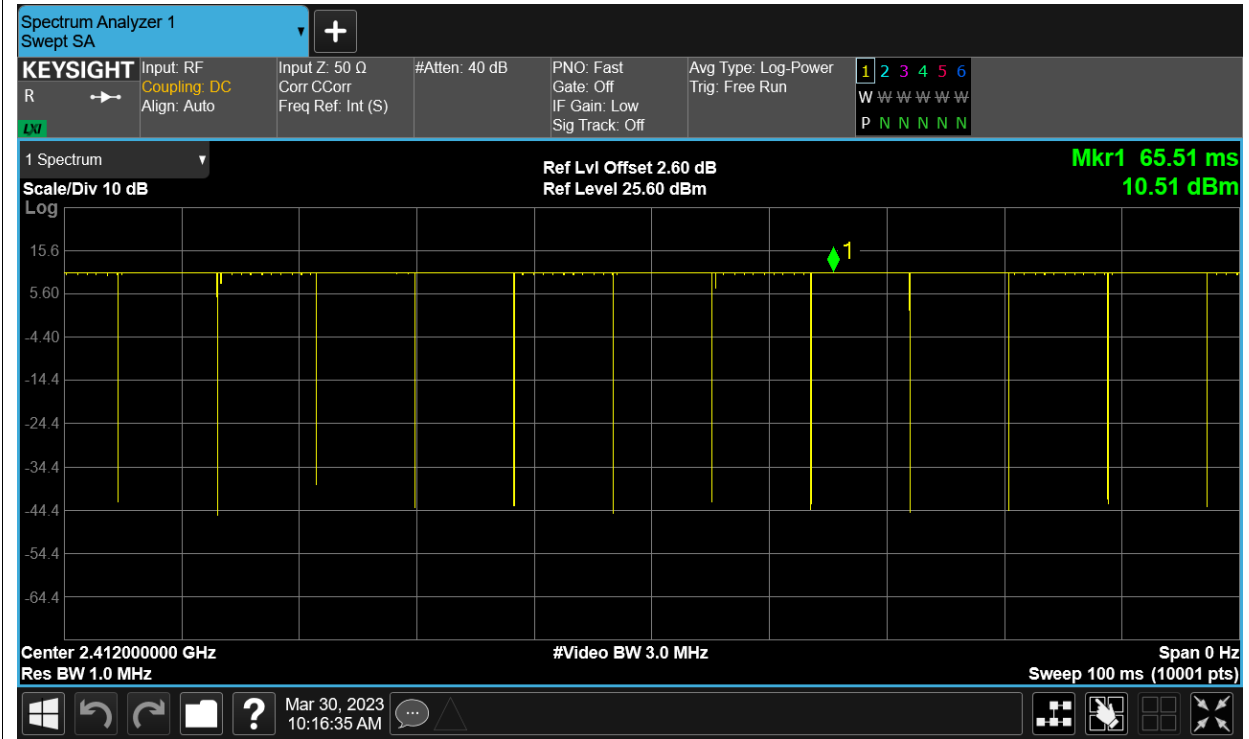 Spectrum Analyzer 1
Swept SA
+
KEYSIGHT Input: RF Input Z: 50 Ω #Atten: 40 dB PNO: Fast Avg Type: Log-Power 1 2 3 4 5 6
R Coupling: DC Corr CCorr Gate: Off Trig: Free Run W W W W W W
Align: Auto Freq Ref: Int (S) IF Gain: Low
LXI Sig Track: Off P N N N N N
1 Spectrum Ref Lvl Offset 2.60 dB Mkr1 65.51 ms
Scale/Div 10 dB Ref Level 25.60 dBm 10.51 dBm
Log
1
15.6
5.60
-4.40
-14.4
-24.4
-34.4
-44.4
-54.4
-64.4
Center 2.412000000 GHz #Video BW 3.0 MHz Span 0 Hz
Res BW 1.0 MHz Sweep 100 ms (10001 pts)
? Mar 30, 2023
10:16:35 AM